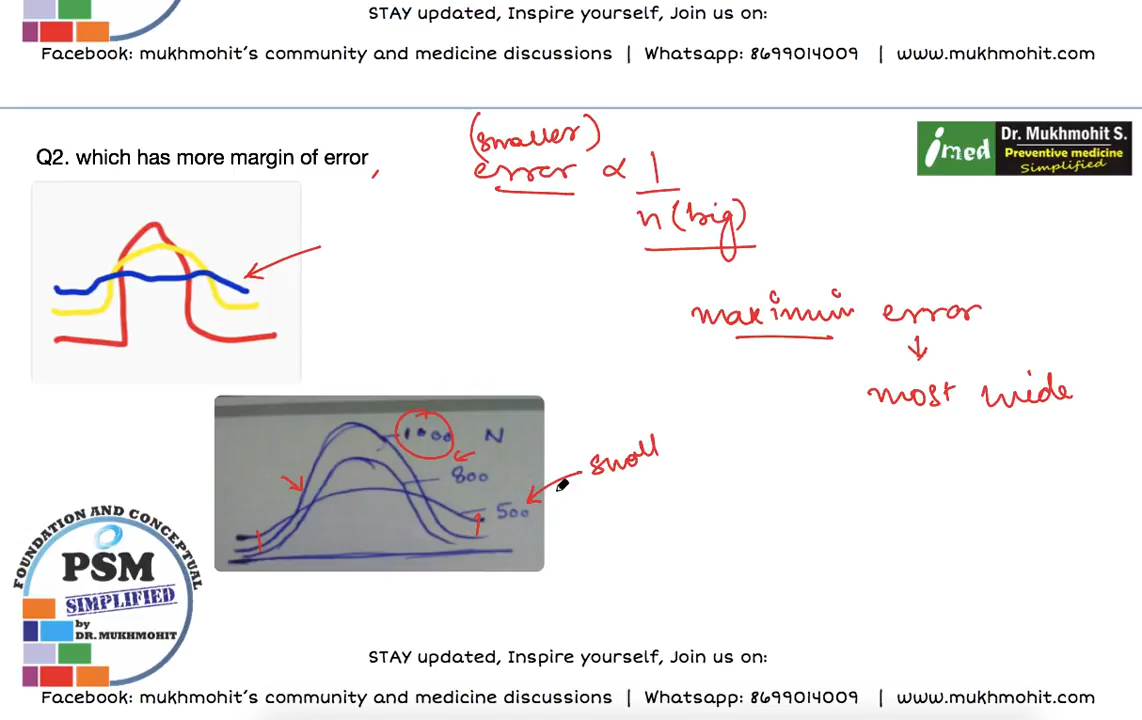 STAY updated, Inspire yourself, Join us on:
Facebook: mukhmohit's community and medicine discussions | Whatsapp: 8699014009 | www.mukhmohit.com
Q2. which has more margin of error
(smaller)
error ∝ 1
n (big)
imed
Dr. Mukhmohit S.
Preventive medicine
Simplified
maximum error
↓
most wide
1000 N
800
500
small
FOUNDATION AND CONCEPTUAL
PSM
SIMPLIFIED
by
DR. MUKHMOHIT
STAY updated, Inspire yourself, Join us on:
Facebook: mukhmohit's community and medicine discussions | Whatsapp: 8699014009 | www.mukhmohit.com